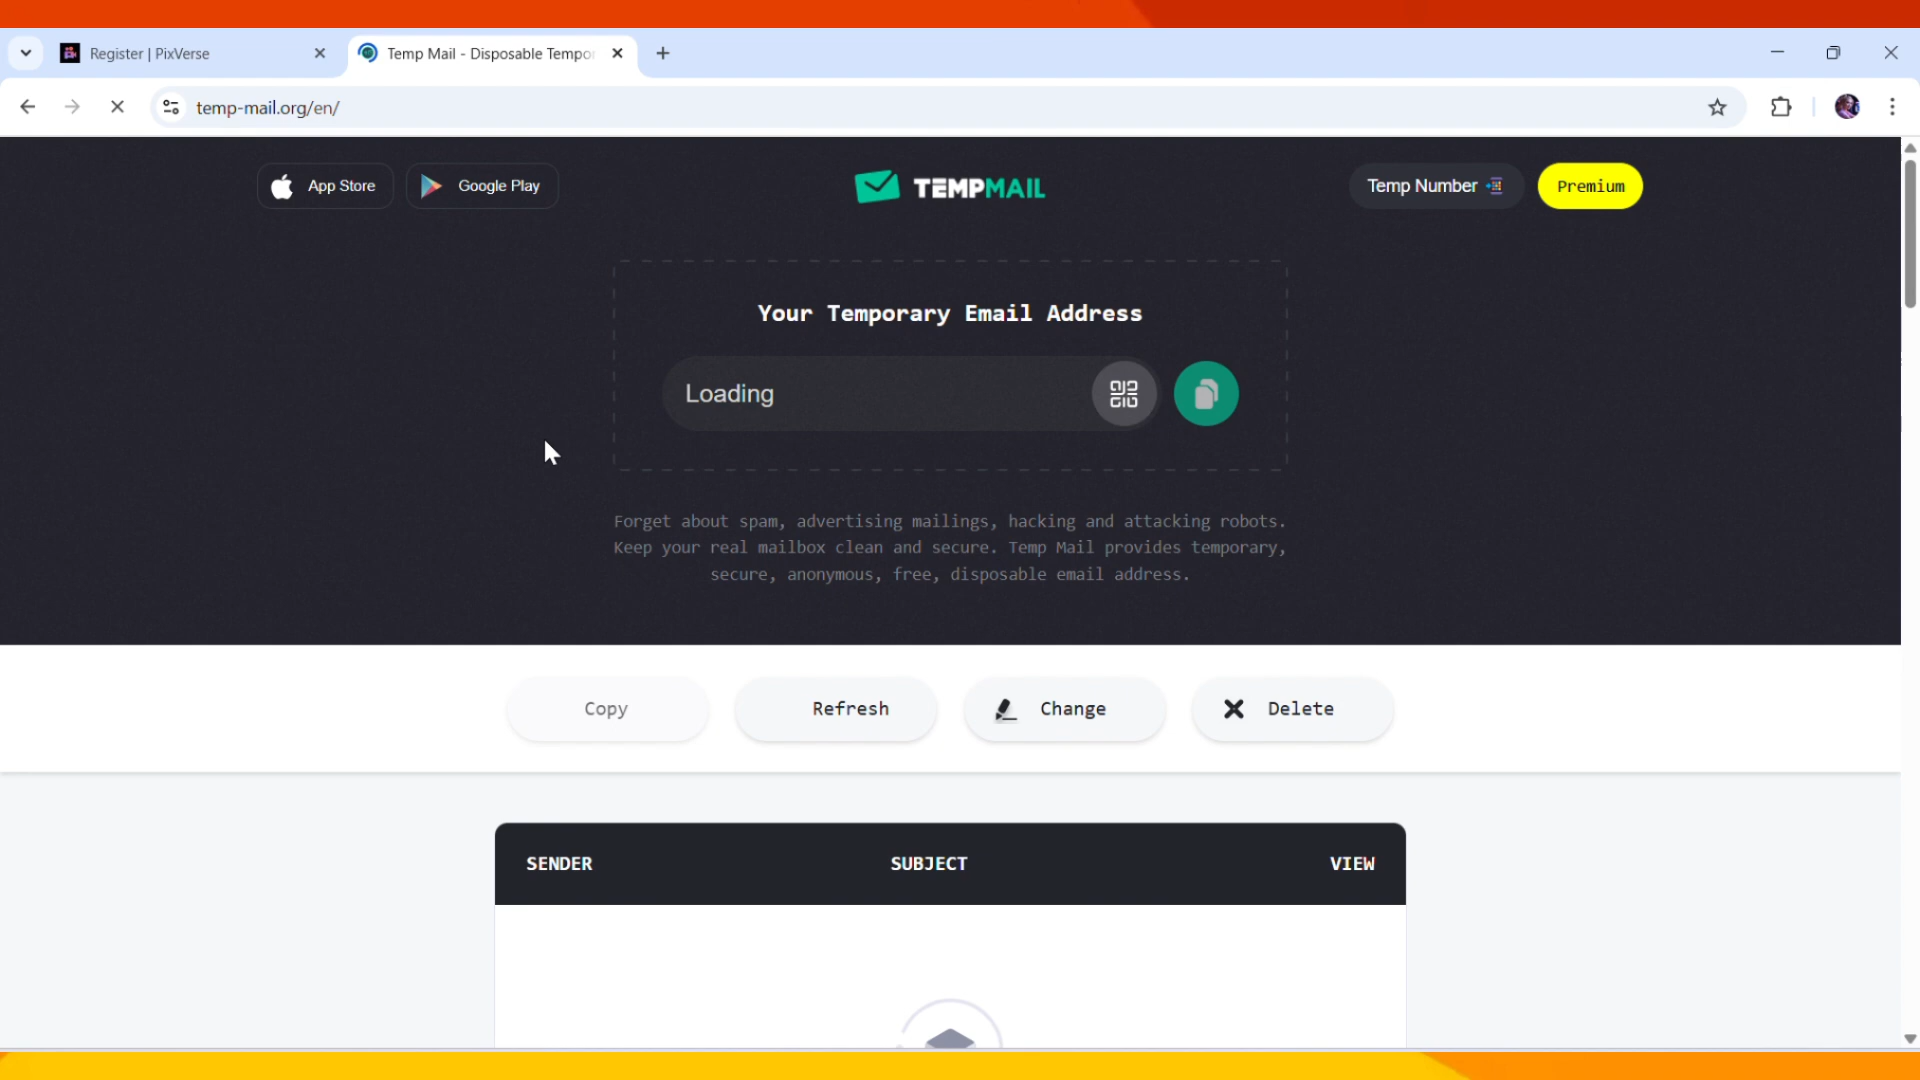 Register | PixVerse
Temp Mail - Disposable Tempor
temp-mail.org/en/
App Store
Google Play
TEMPMAIL
Temp Number
Premium
Your Temporary Email Address
Loading
Forget about spam, advertising mailings, hacking and attacking robots.
Keep your real mailbox clean and secure. Temp Mail provides temporary,
secure, anonymous, free, disposable email address.
Copy
Refresh
Change
Delete
SENDER
SUBJECT
VIEW